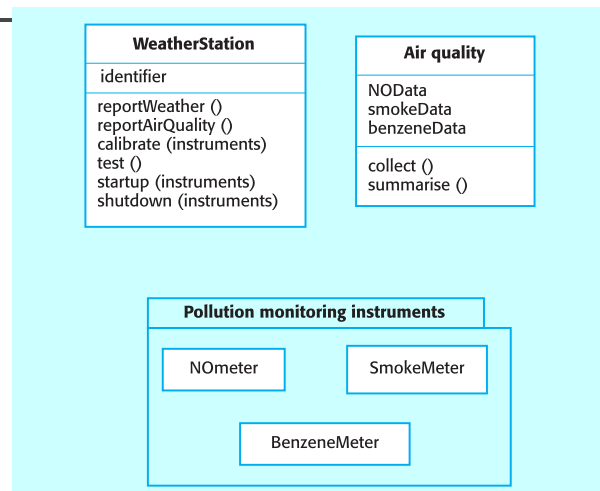 WeatherStation
identifier
reportWeather ()
reportAirQuality ()
calibrate (instruments)
test ()
startup (instruments)
shutdown (instruments)
Air quality
NOData
smokeData
benzeneData
collect ()
summarise ()
Pollution monitoring instruments
NOmeter
SmokeMeter
BenzeneMeter